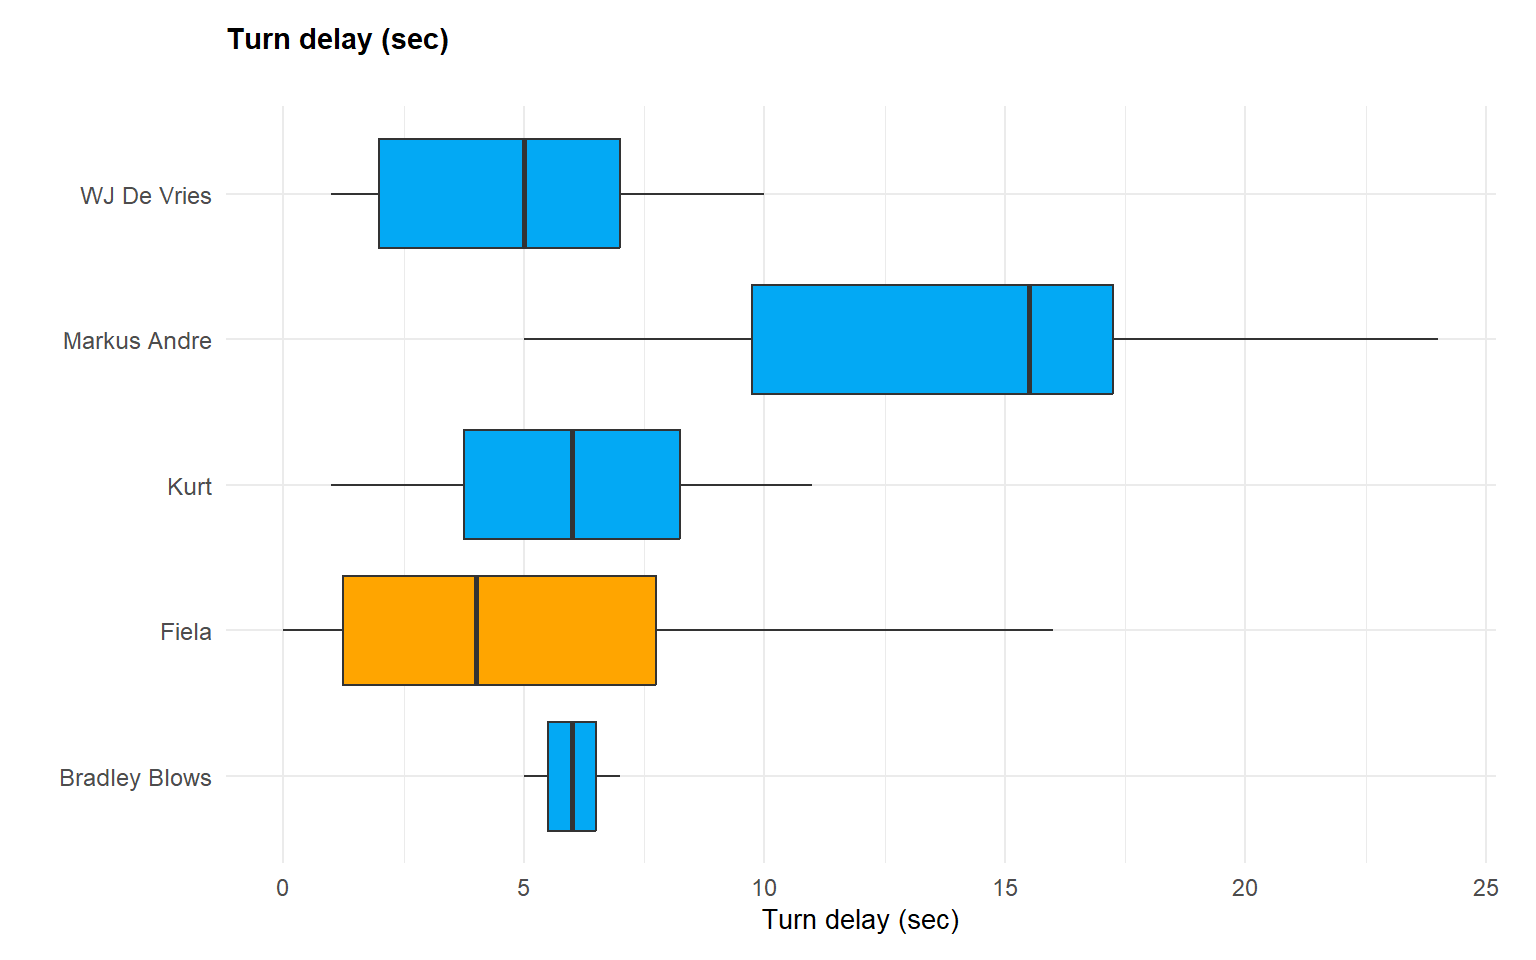 Turn delay (sec)
WJ De Vries
Markus Andre
Kurt
Fiela
Bradley Blows
0 5 10 15 20 25
Turn delay (sec)